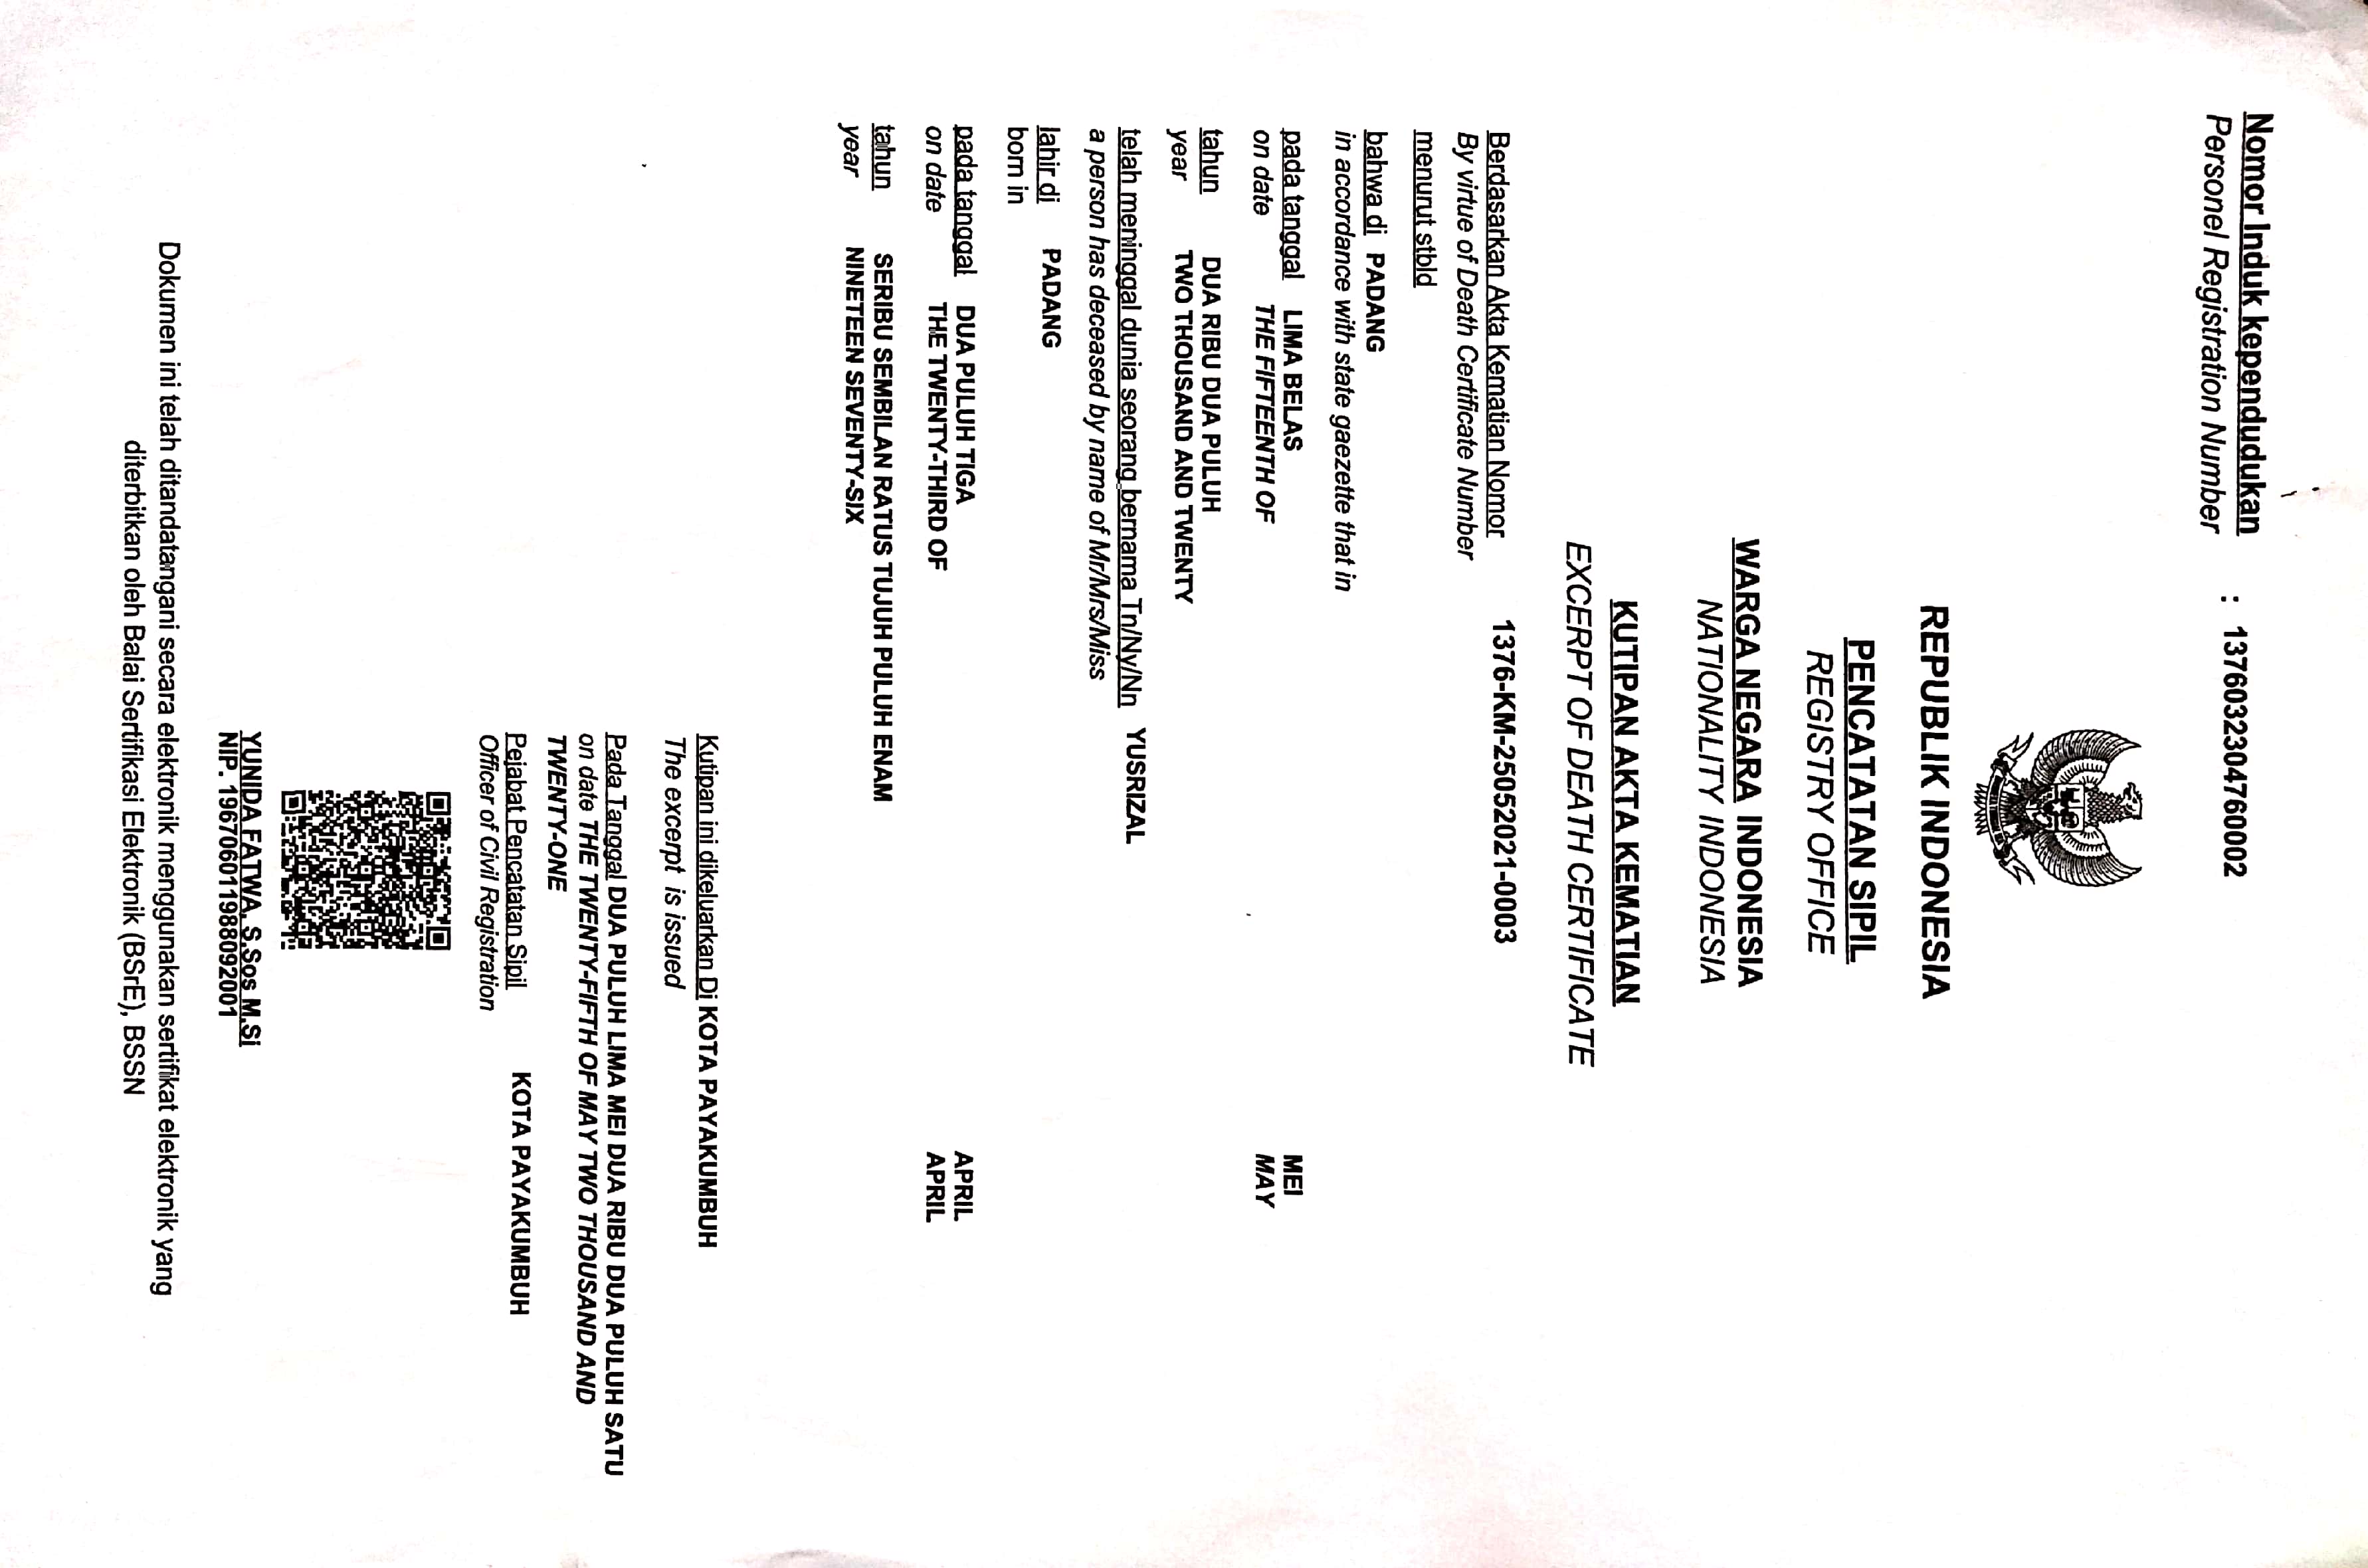 Nomor Induk kependudukan : 1376032304760002
Personel Registration Number
REPUBLIK INDONESIA
PENCATATAN SIPIL
REGISTRY OFFICE
WARGA NEGARA INDONESIA
NATIONALITY INDONESIA
KUTIPAN AKTA KEMATIAN
EXCERPT OF DEATH CERTIFICATE
Berdasarkan Akta Kematian Nomor 1376-KM-25052021-0003
By virtue of Death Certificate Number
menurut stbld
bahwa di PADANG
in accordance with state gaezette that in
pada tanggal LIMA BELAS MEI
on date THE FIFTEENTH OF MAY
tahun DUA RIBU DUA PULUH
year TWO THOUSAND AND TWENTY
telah meninggal dunia seorang bernama Tn/Ny/Nn YUSRIZAL
a person has deceased by name of Mr/Mrs/Miss
lahir di PADANG
born in
pada tanggal DUA PULUH TIGA APRIL
on date THE TWENTY-THIRD OF APRIL
tahun SERIBU SEMBILAN RATUS TUJUH PULUH ENAM
year NINETEEN SEVENTY-SIX
Kutipan ini dikeluarkan Di KOTA PAYAKUMBUH
The excerpt is issued
Pada Tanggal DUA PULUH LIMA MEI DUA RIBU DUA PULUH SATU
on date THE TWENTY-FIFTH OF MAY TWO THOUSAND AND
TWENTY-ONE
Pejabat Pencatatan Sipil KOTA PAYAKUMBUH
Officer of Civil Registration
YUNIDA FATWA, S.Sos M.Si
NIP. 196706011988092001
Dokumen ini telah ditandatangani secara elektronik menggunakan sertifikat elektronik yang
diterbitkan oleh Balai Sertifikasi Elektronik (BSrE), BSSN